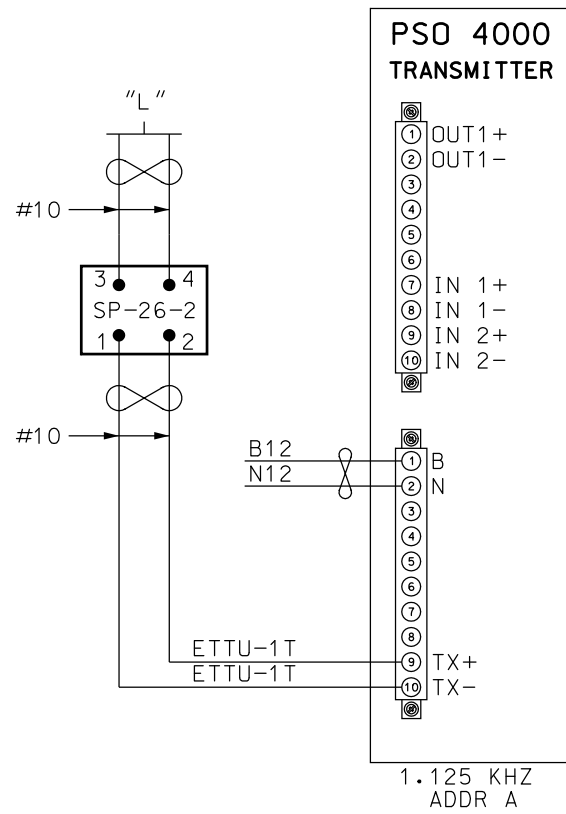 PSO 4000
TRANSMITTER
"L"
1 OUT1+
2 OUT1-
3
4
5
6
7 IN 1+
8 IN 1-
9 IN 2+
10 IN 2-
#10
3 4
SP-26-2
1 2
#10
B12
N12
1 B
2 N
3
4
5
6
7
8
9 TX+
10 TX-
ETTU-1T
ETTU-1T
1.125 KHZ
ADDR A